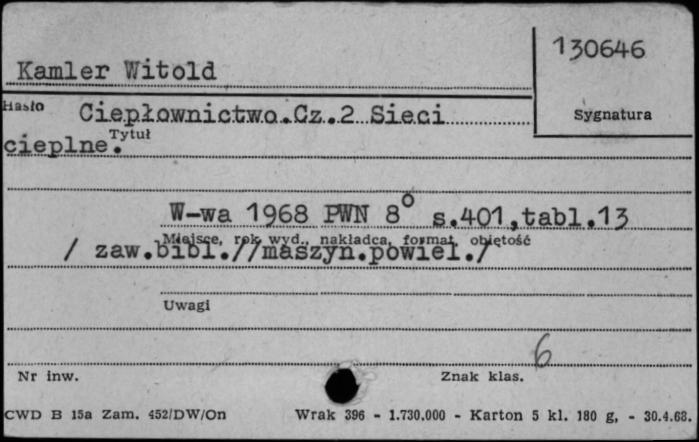 130646
Kamler Witold
Hasło Ciepłownictwo.Cz.2 Sieci Sygnatura
cieplne. Tytuł
W-wa 1968 PWN 8° s.401,tabl.13
Miejsce, rok wyd., nakładca, format, objętość
/ zaw.bibl.//maszyn.powiel./
Uwagi
6
Nr inw. Znak klas.
CWD B 15a Zam. 452/DW/On Wrak 396 - 1.730.000 - Karton 5 kl. 180 g, - 30.4.68.